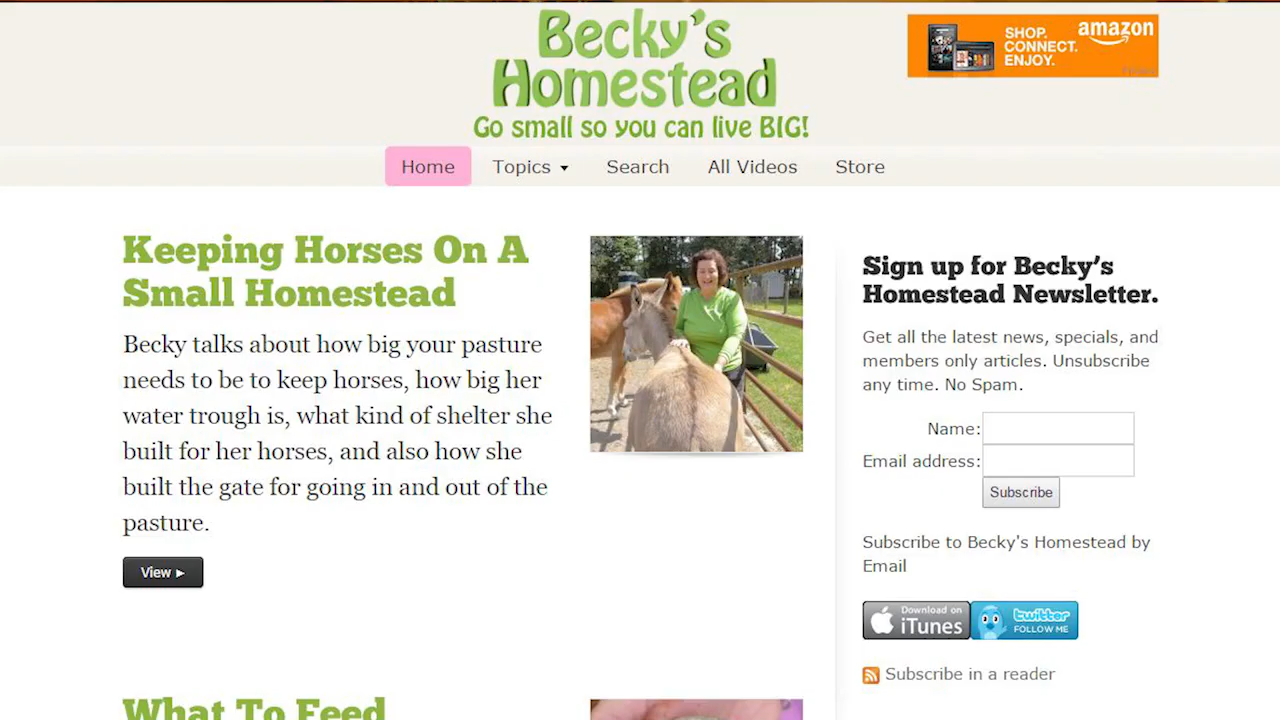 Becky's
Homestead
Go small so you can live BIG!
SHOP.
CONNECT.
ENJOY.
amazon
Home
Topics
Search
All Videos
Store
Keeping Horses On A
Small Homestead
Becky talks about how big your pasture
needs to be to keep horses, how big her
water trough is, what kind of shelter she
built for her horses, and also how she
built the gate for going in and out of the
pasture.
View ►
Sign up for Becky's
Homestead Newsletter.
Get all the latest news, specials, and
members only articles. Unsubscribe
any time. No Spam.
Name:
Email address:
Subscribe
Subscribe to Becky's Homestead by
Email
Download on
iTunes
twitter
FOLLOW ME
Subscribe in a reader
What To Feed